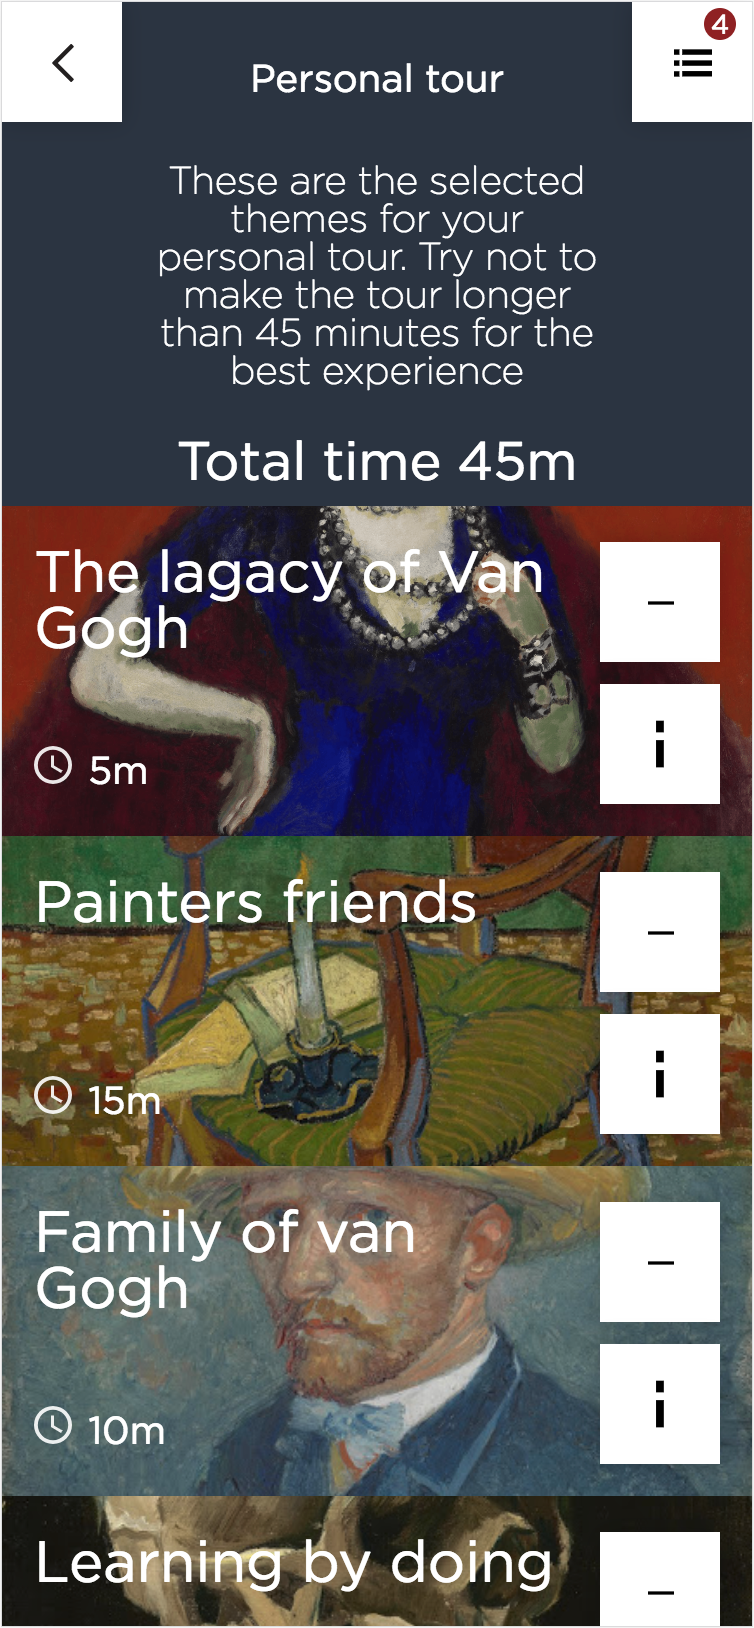 4
Personal tour
These are the selected
themes for your
personal tour. Try not to
make the tour longer
than 45 minutes for the
best experience
Total time 45m
The lagacy of Van
Gogh
5m
Painters friends
15m
Family of van
Gogh
10m
Learning by doing